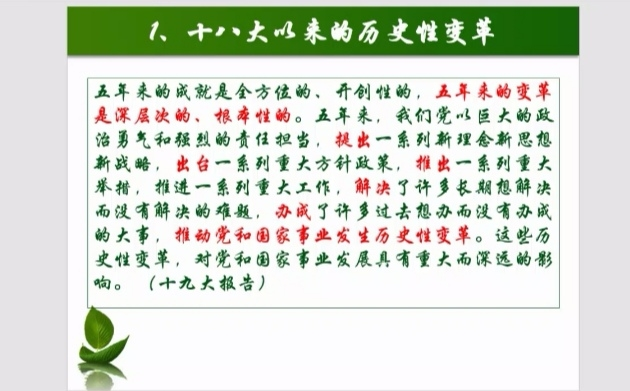 1、十八大以来的历史性变革
五年来的成就是全方位的、开创性的，五年来的变革
是深层次的、根本性的。五年来，我们党以巨大的政
治勇气和强烈的责任担当，提出一系列新理念新思想
新战略，出台一系列重大方针政策，推出一系列重大
举措，推进一系列重大工作，解决了许多长期想解决
而没有解决的难题，办成了许多过去想办而没有办成
的大事，推动党和国家事业发生历史性变革。这些历
史性变革，对党和国家事业发展具有重大而深远的影
响。（十九大报告）